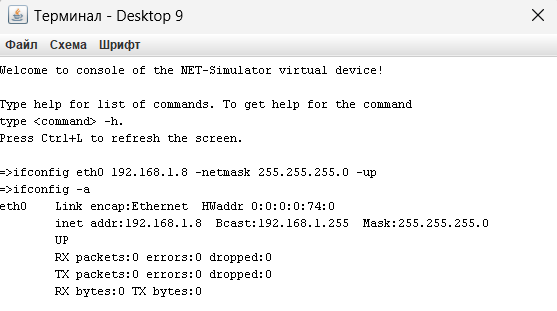 Терминал - Desktop 9
Файл Схема Шрифт
Welcome to console of the NET-Simulator virtual device!
Type help for list of commands. To get help for the command
type <command> -h.
Press Ctrl+L to refresh the screen.
=>ifconfig eth0 192.168.1.8 -netmask 255.255.255.0 -up
=>ifconfig -a
eth0    Link encap:Ethernet  HWaddr 0:0:0:0:74:0
        inet addr:192.168.1.8  Bcast:192.168.1.255  Mask:255.255.255.0
        UP
        RX packets:0 errors:0 dropped:0
        TX packets:0 errors:0 dropped:0
        RX bytes:0 TX bytes:0